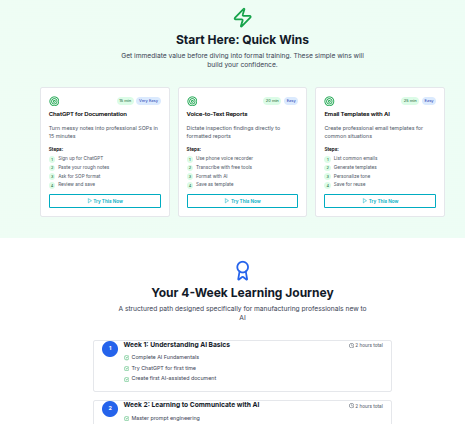 Start Here: Quick Wins
Get immediate value before diving into formal training. These simple wins will
build your confidence.
15 min Very Easy
ChatGPT for Documentation
Turn messy notes into professional SOPs in
15 minutes
Steps:
1 Sign up for ChatGPT
2 Paste your rough notes
3 Ask for SOP format
4 Review and save
Try This Now
20 min Easy
Voice-to-Text Reports
Dictate inspection findings directly to
formatted reports
Steps:
1 Use phone voice recorder
2 Transcribe with free tools
3 Format with AI
4 Save as template
Try This Now
25 min Easy
Email Templates with AI
Create professional email templates for
common situations
Steps:
1 List common emails
2 Generate templates
3 Personalize tone
4 Save for reuse
Try This Now
Your 4-Week Learning Journey
A structured path designed specifically for manufacturing professionals new to
AI
1 Week 1: Understanding AI Basics 2 hours total
Complete AI Fundamentals
Try ChatGPT for first time
Create first AI-assisted document
2 Week 2: Learning to Communicate with AI 2 hours total
Master prompt engineering